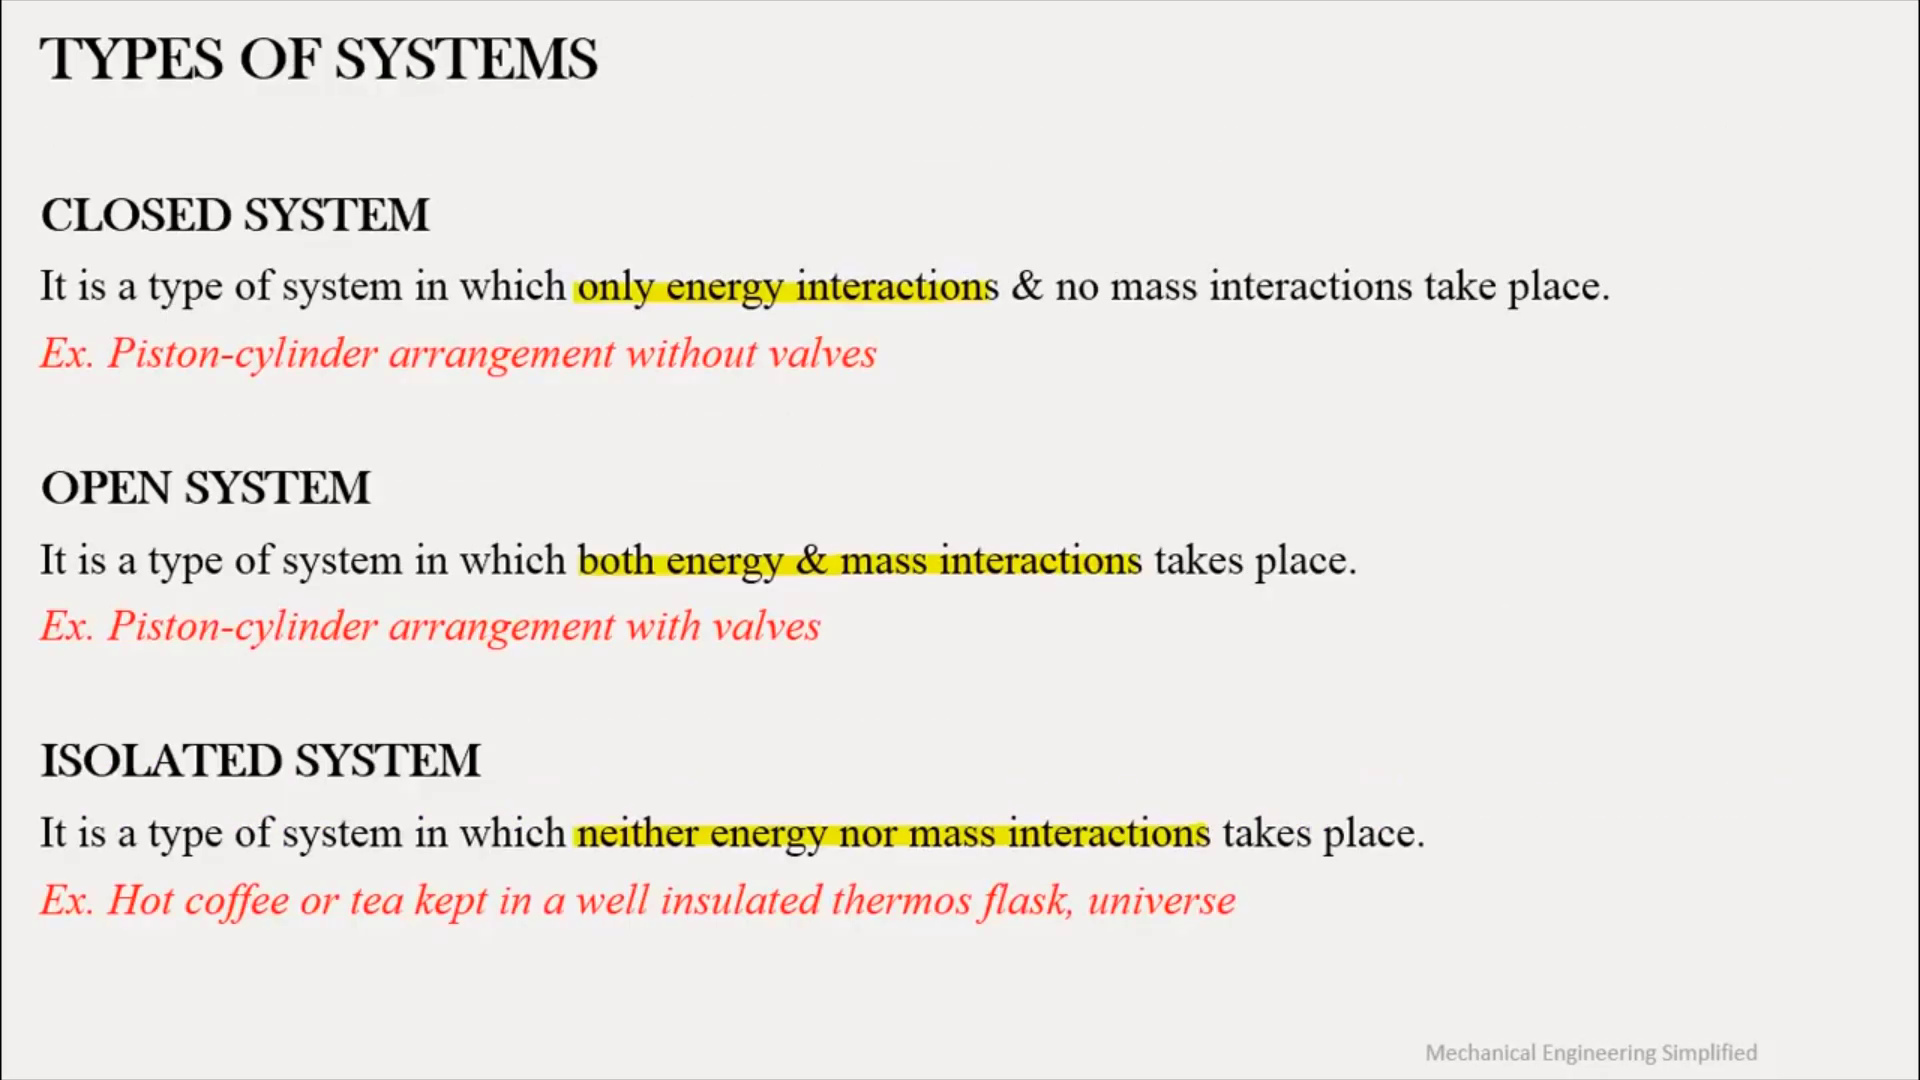 TYPES OF SYSTEMS
CLOSED SYSTEM
It is a type of system in which only energy interactions & no mass interactions take place.
Ex. Piston-cylinder arrangement without valves
OPEN SYSTEM
It is a type of system in which both energy & mass interactions takes place.
Ex. Piston-cylinder arrangement with valves
ISOLATED SYSTEM
It is a type of system in which neither energy nor mass interactions takes place.
Ex. Hot coffee or tea kept in a well insulated thermos flask, universe
Mechanical Engineering Simplified